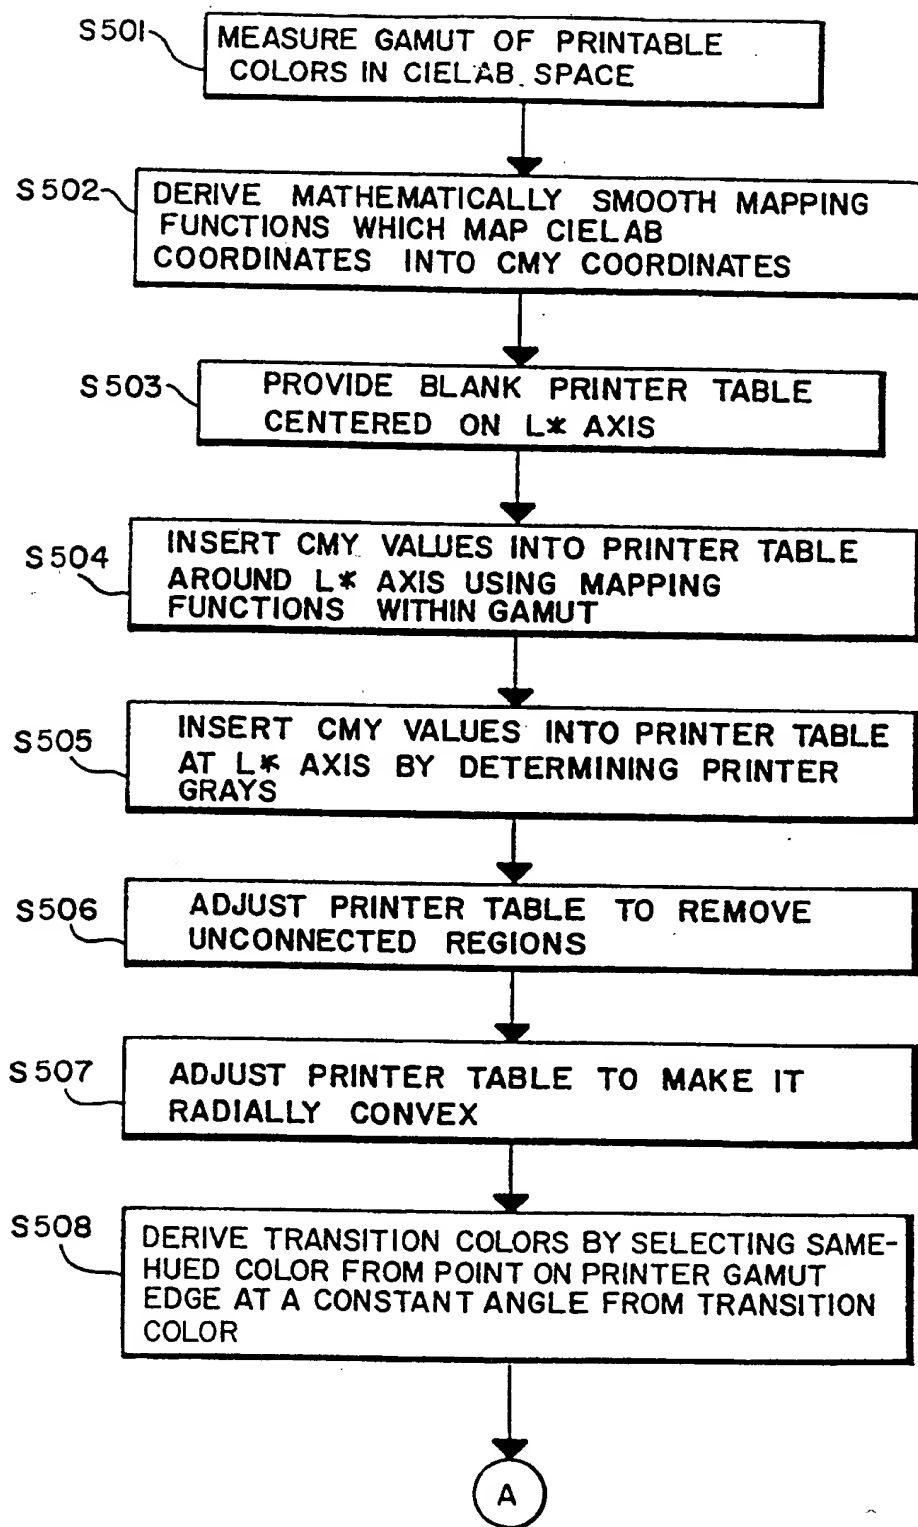 S501
MEASURE GAMUT OF PRINTABLE
COLORS IN CIELAB SPACE
S502
DERIVE MATHEMATICALLY SMOOTH MAPPING
FUNCTIONS WHICH MAP CIELAB
COORDINATES INTO CMY COORDINATES
S503
PROVIDE BLANK PRINTER TABLE
CENTERED ON L* AXIS
S504
INSERT CMY VALUES INTO PRINTER TABLE
AROUND L* AXIS USING MAPPING
FUNCTIONS WITHIN GAMUT
S505
INSERT CMY VALUES INTO PRINTER TABLE
AT L* AXIS BY DETERMINING PRINTER
GRAYS
S506
ADJUST PRINTER TABLE TO REMOVE
UNCONNECTED REGIONS
S507
ADJUST PRINTER TABLE TO MAKE IT
RADIALLY CONVEX
S508
DERIVE TRANSITION COLORS BY SELECTING SAME-
HUED COLOR FROM POINT ON PRINTER GAMUT
EDGE AT A CONSTANT ANGLE FROM TRANSITION
COLOR
A